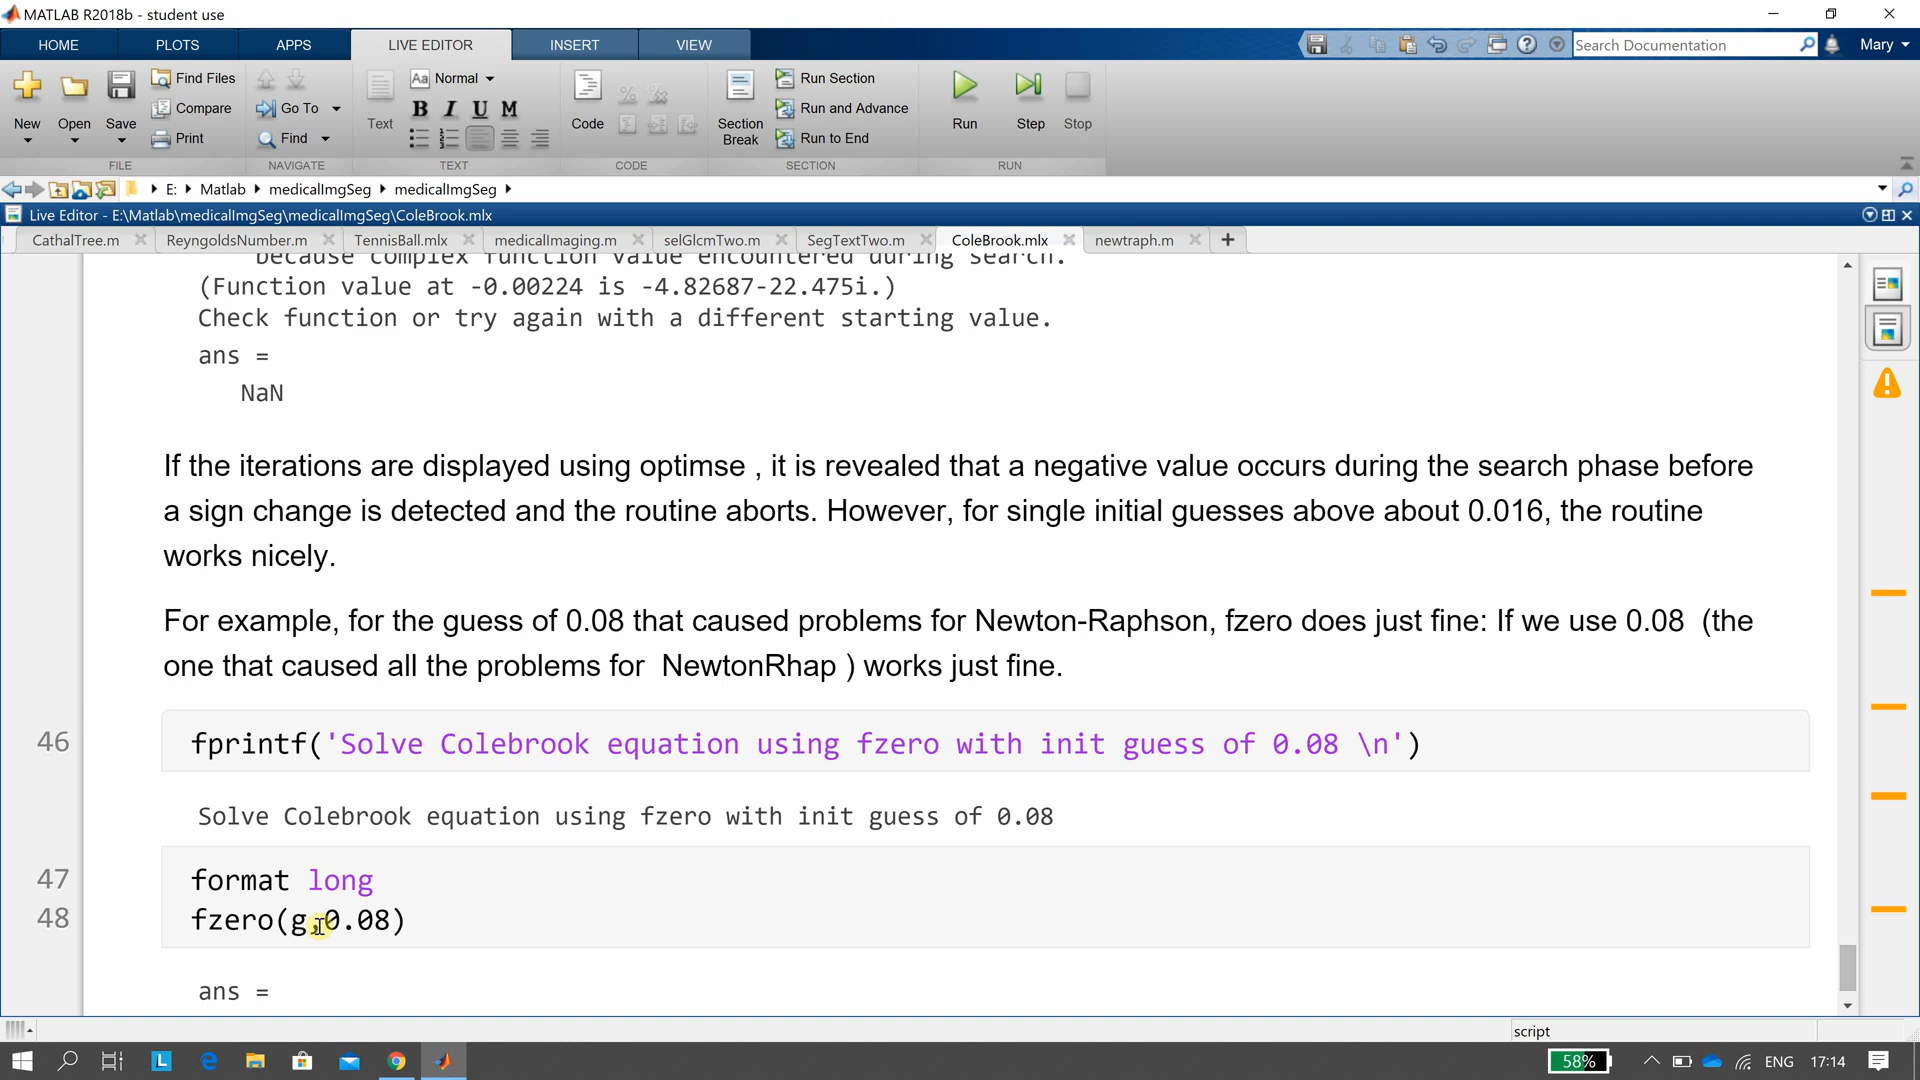 MATLAB R2018b - student use
HOME PLOTS APPS LIVE EDITOR INSERT VIEW
Search Documentation
Mary
New
Open
Save
Find Files
Compare
Print
FILE
Go To
Find
NAVIGATE
Text
Aa Normal
B I U M
TEXT
Code
CODE
Section Break
Run Section
Run and Advance
Run to End
SECTION
Run
Step
Stop
RUN
E: Matlab medicalImgSeg medicalImgSeg
Live Editor - E:\Matlab\medicalImgSeg\medicalImgSeg\ColeBrook.mlx
CathalTree.m ReyngoldsNumber.m TennisBall.mlx medicalImaging.m selGlcmTwo.m SegTextTwo.m ColeBrook.mlx newtraph.m
because complex function value encountered during search.
(Function value at -0.00224 is -4.82687-22.475i.)
Check function or try again with a different starting value.
ans =
NaN
If the iterations are displayed using optimse , it is revealed that a negative value occurs during the search phase before
a sign change is detected and the routine aborts. However, for single initial guesses above about 0.016, the routine
works nicely.
For example, for the guess of 0.08 that caused problems for Newton-Raphson, fzero does just fine: If we use 0.08 (the
one that caused all the problems for NewtonRhap ) works just fine.
46 fprintf('Solve Colebrook equation using fzero with init guess of 0.08 \n')
Solve Colebrook equation using fzero with init guess of 0.08
47 format long
48 fzero(g,0.08)
ans =
script
58%
ENG
17:14